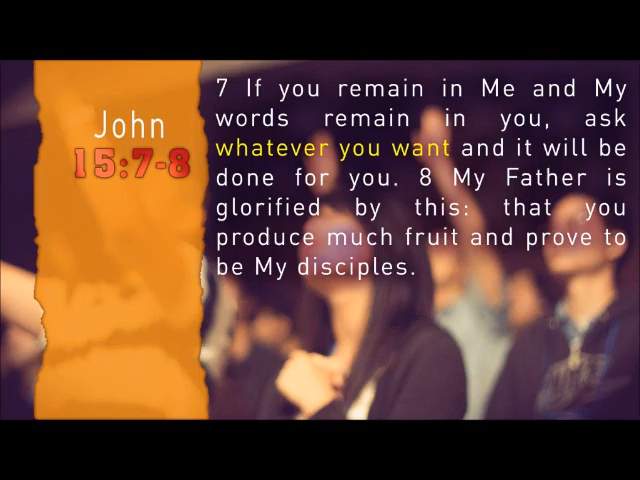 John
15:7-8
7 If you remain in Me and My
words remain in you, ask
whatever you want and it will be
done for you. 8 My Father is
glorified by this: that you
produce much fruit and prove to
be My disciples.